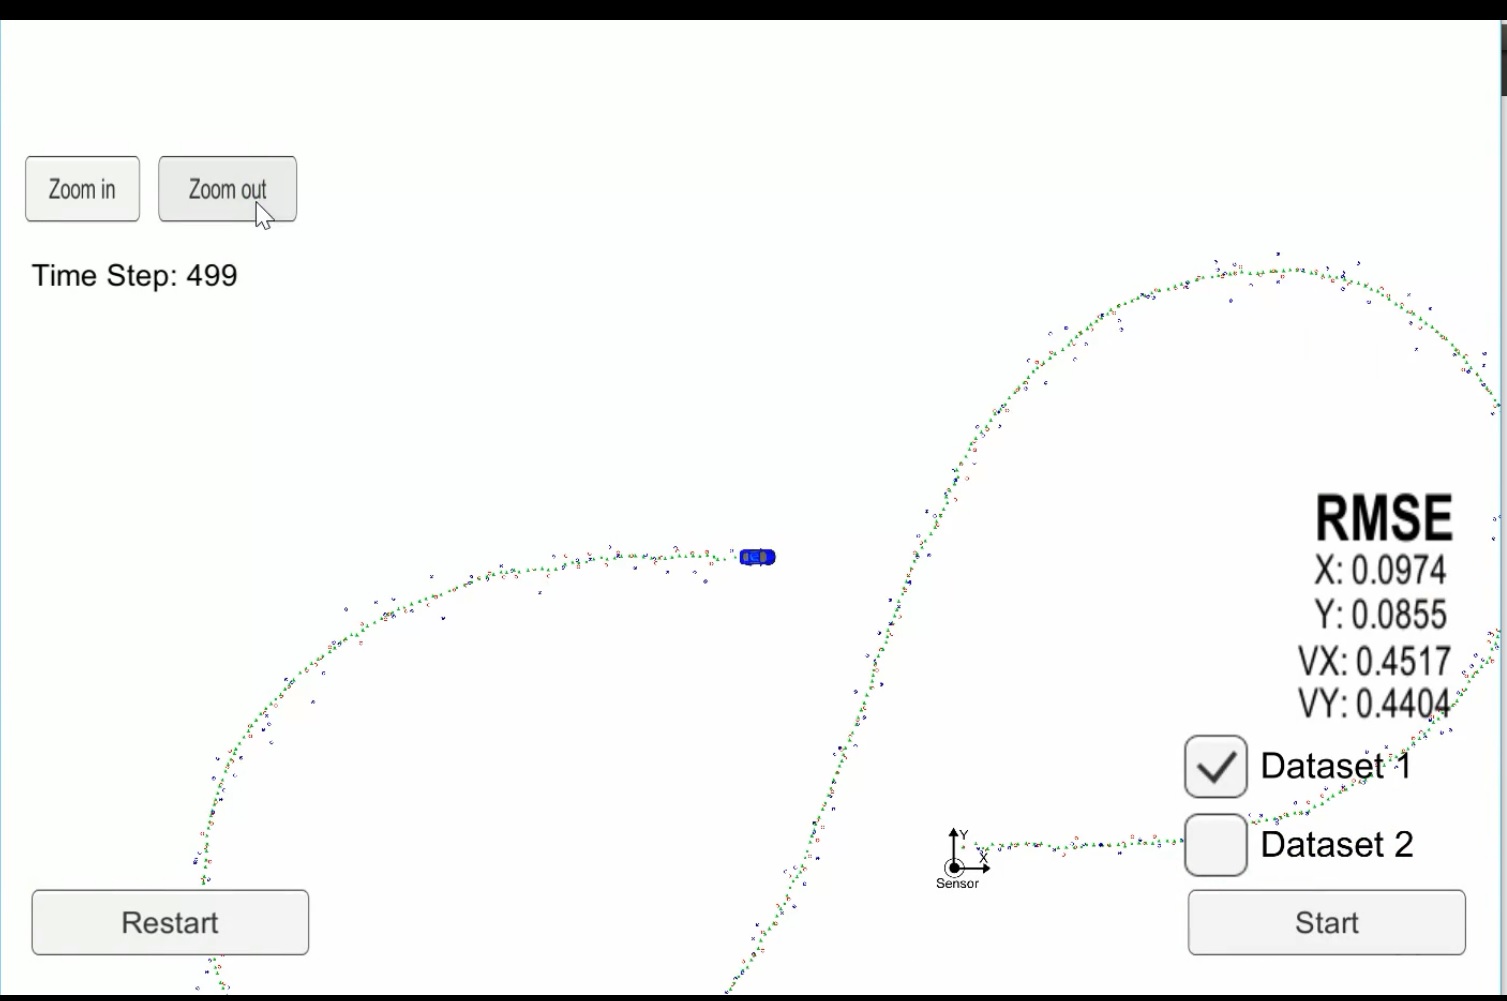 Zoom in
Zoom out
Time Step: 499
RMSE
X: 0.0974
Y: 0.0855
VX: 0.4517
VY: 0.4404
Dataset 1
Dataset 2
Y
X
Sensor
Restart
Start